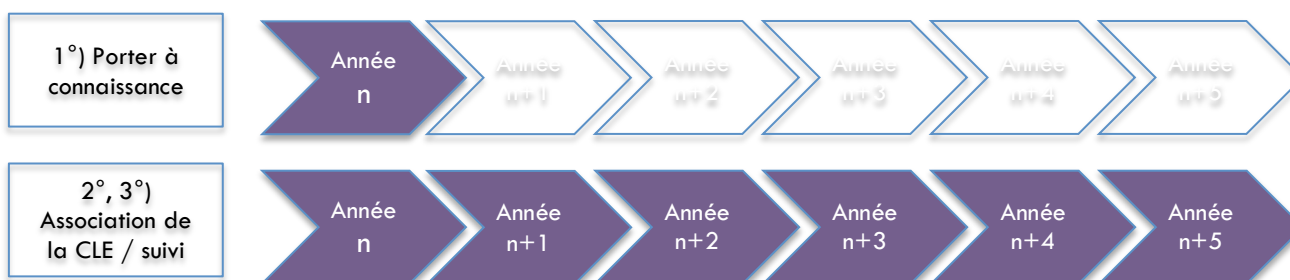 1°) Porter à
connaissance
Année
n
Année
n+1
Année
n+2
Année
n+3
Année
n+4
Année
n+5
2°, 3°)
Association de
la CLE / suivi
Année
n
Année
n+1
Année
n+2
Année
n+3
Année
n+4
Année
n+5